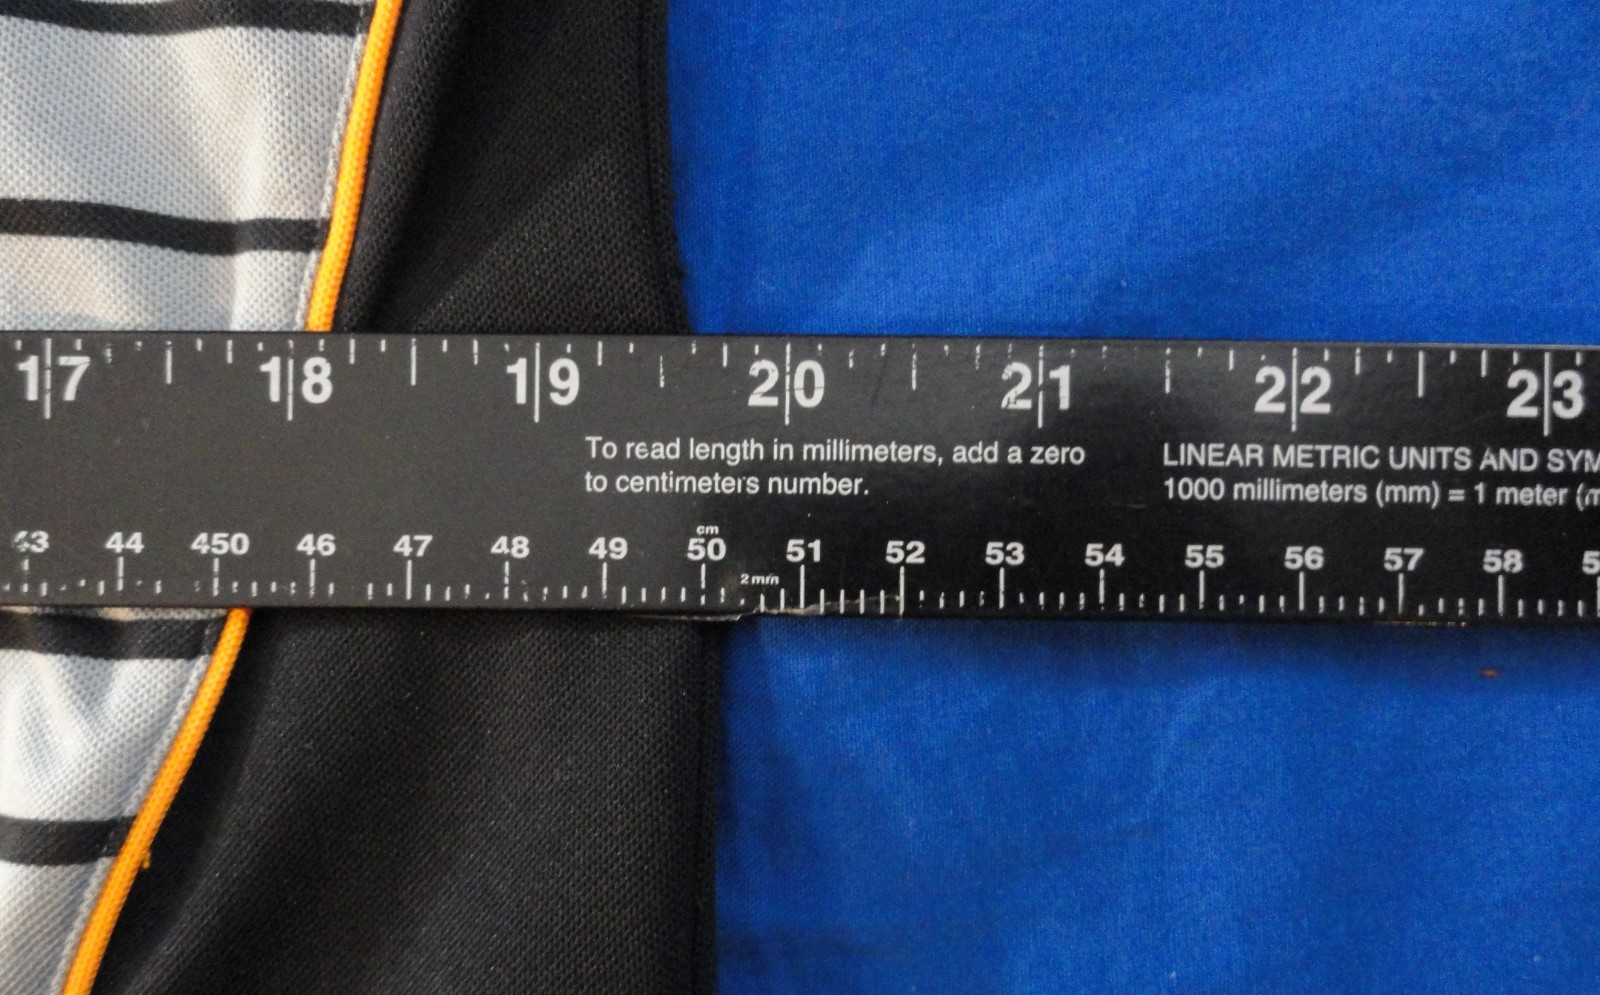 17 18 19 20 21 22 23
To read length in millimeters, add a zero
to centimeters number.
LINEAR METRIC UNITS AND SYM
1000 millimeters (mm) = 1 meter (m
cm
43 44 450 46 47 48 49 50 51 52 53 54 55 56 57 58 5
2mm